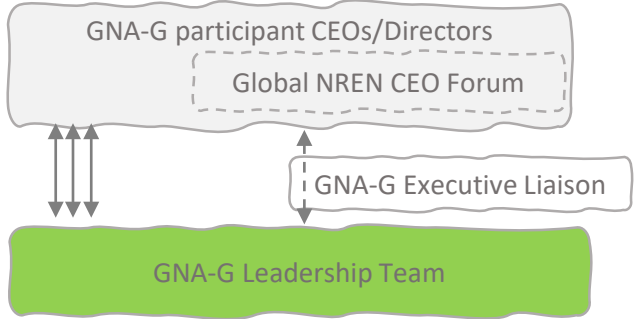 GNA-G participant CEOs/Directors
Global NREN CEO Forum
GNA-G Executive Liaison
GNA-G Leadership Team